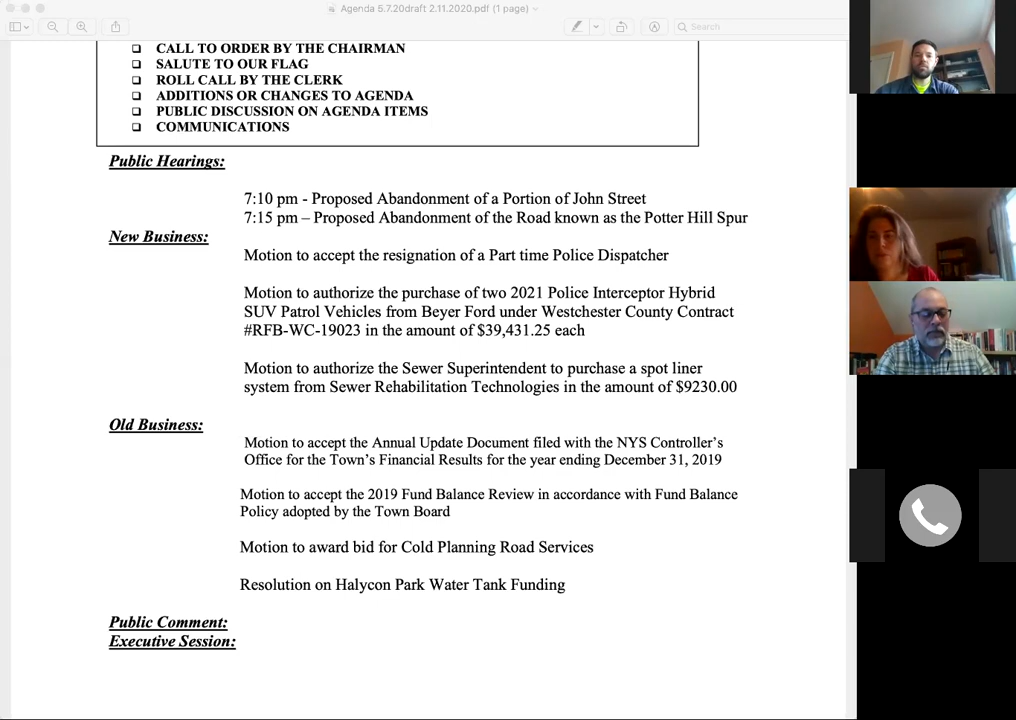 Agenda 5.7.20draft 2.11.2020.pdf (1 page)
Search
CALL TO ORDER BY THE CHAIRMAN
SALUTE TO OUR FLAG
ROLL CALL BY THE CLERK
ADDITIONS OR CHANGES TO AGENDA
PUBLIC DISCUSSION ON AGENDA ITEMS
COMMUNICATIONS
Public Hearings:
7:10 pm - Proposed Abandonment of a Portion of John Street
7:15 pm – Proposed Abandonment of the Road known as the Potter Hill Spur
New Business:
Motion to accept the resignation of a Part time Police Dispatcher
Motion to authorize the purchase of two 2021 Police Interceptor Hybrid
SUV Patrol Vehicles from Beyer Ford under Westchester County Contract
#RFB-WC-19023 in the amount of $39,431.25 each
Motion to authorize the Sewer Superintendent to purchase a spot liner
system from Sewer Rehabilitation Technologies in the amount of $9230.00
Old Business:
Motion to accept the Annual Update Document filed with the NYS Controller's
Office for the Town's Financial Results for the year ending December 31, 2019
Motion to accept the 2019 Fund Balance Review in accordance with Fund Balance
Policy adopted by the Town Board
Motion to award bid for Cold Planning Road Services
Resolution on Halycon Park Water Tank Funding
Public Comment:
Executive Session: